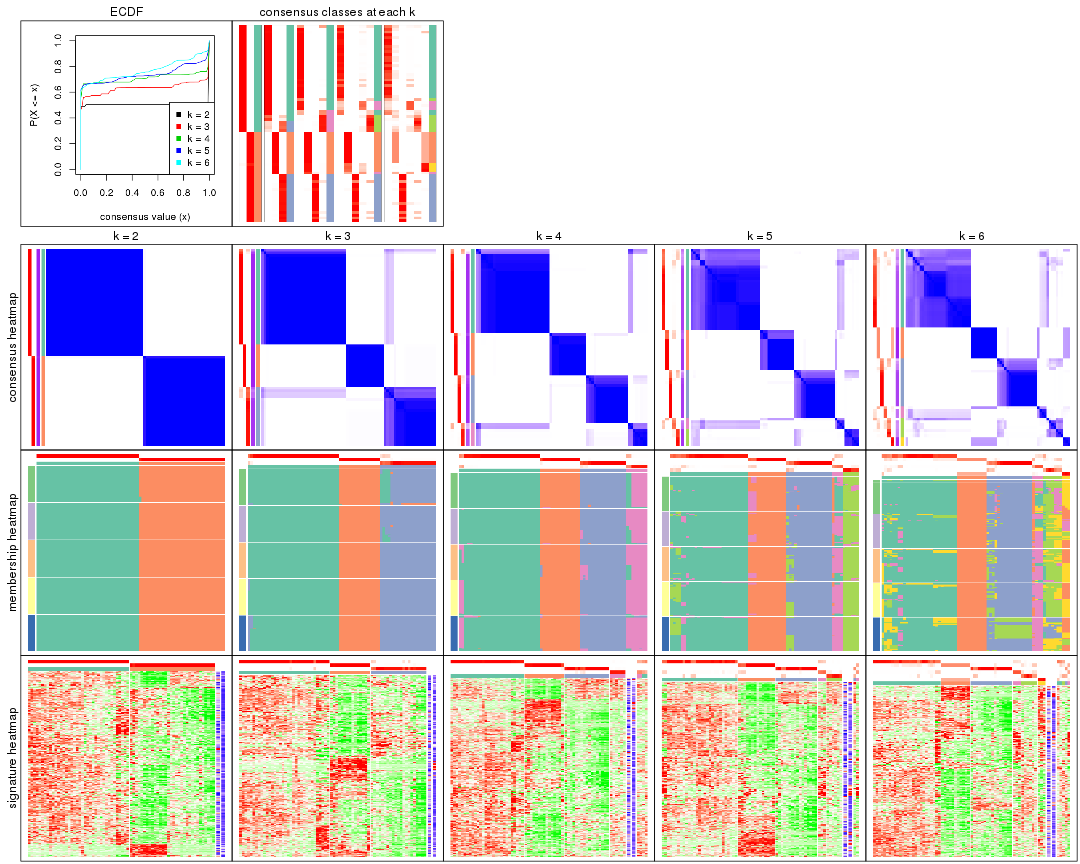 ECDF
consensus classes at each k
P(X <= x)
0.0 0.2 0.4 0.6 0.8 1.0
k = 2
k = 3
k = 4
k = 5
k = 6
0.0 0.2 0.4 0.6 0.8 1.0
consensus value (x)
k = 2 k = 3 k = 4 k = 5 k = 6
consensus heatmap
membership heatmap
signature heatmap